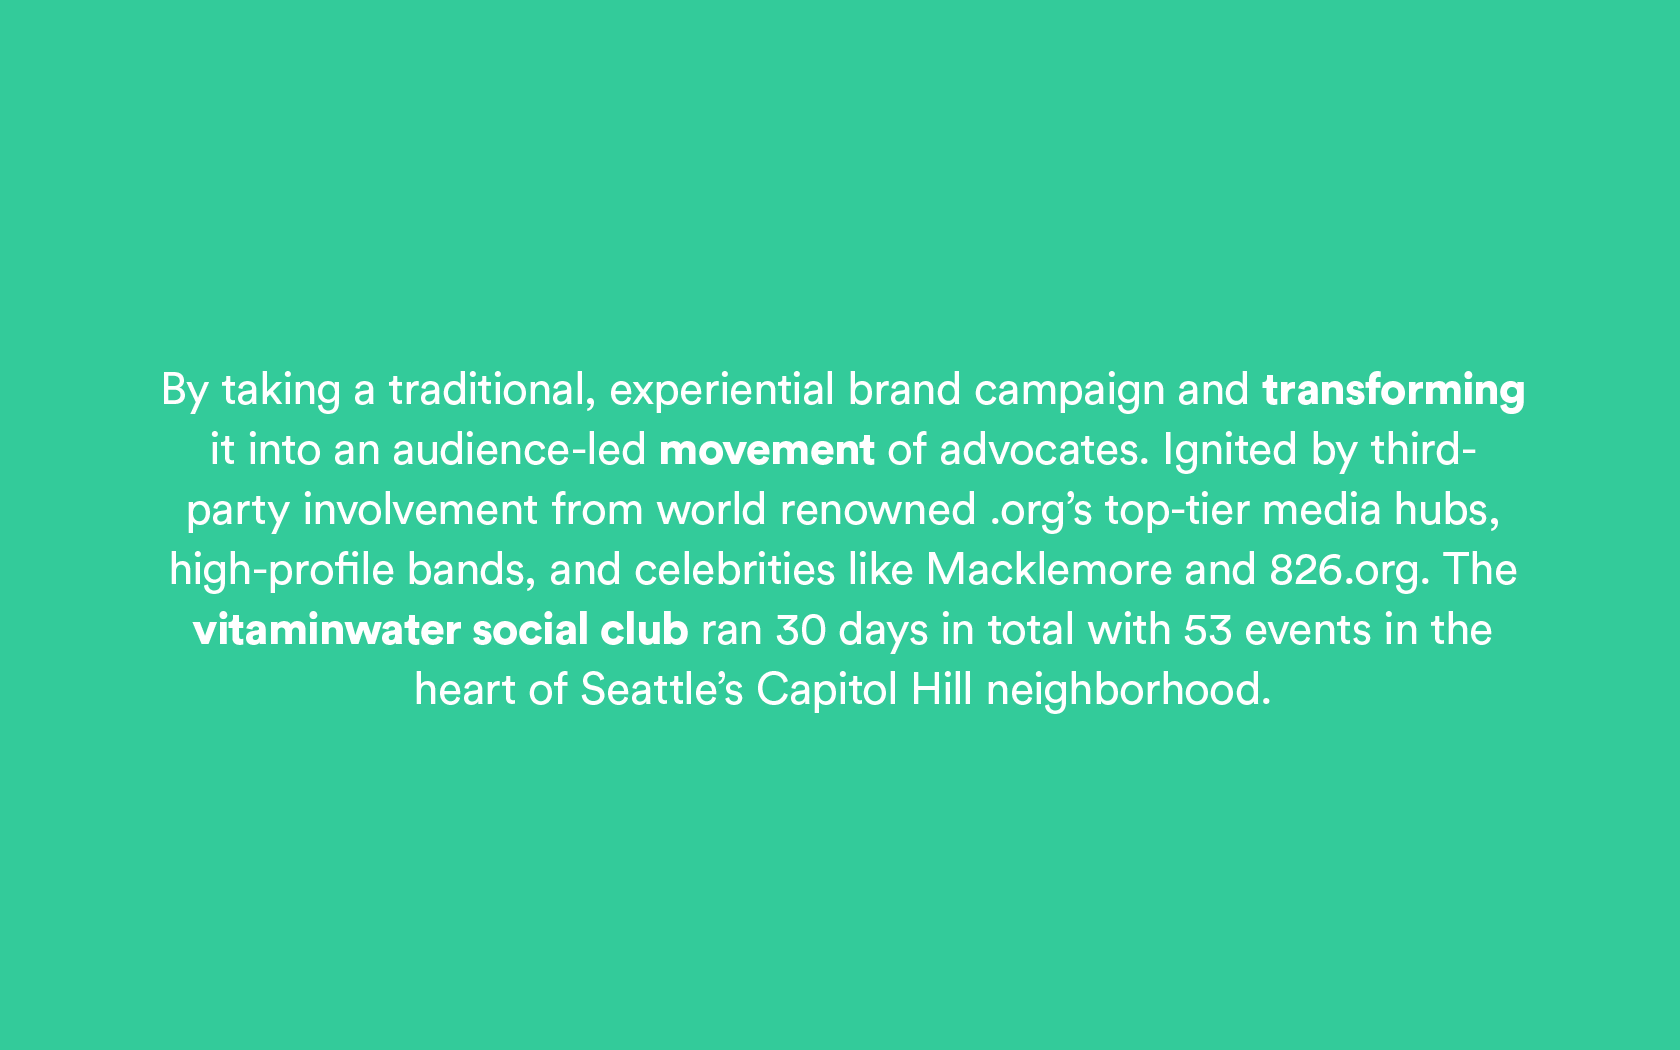 By taking a traditional, experiential brand campaign and transforming
it into an audience-led movement of advocates. Ignited by third-
party involvement from world renowned .org’s top-tier media hubs,
high-profile bands, and celebrities like Macklemore and 826.org. The
vitaminwater social club ran 30 days in total with 53 events in the
heart of Seattle’s Capitol Hill neighborhood.